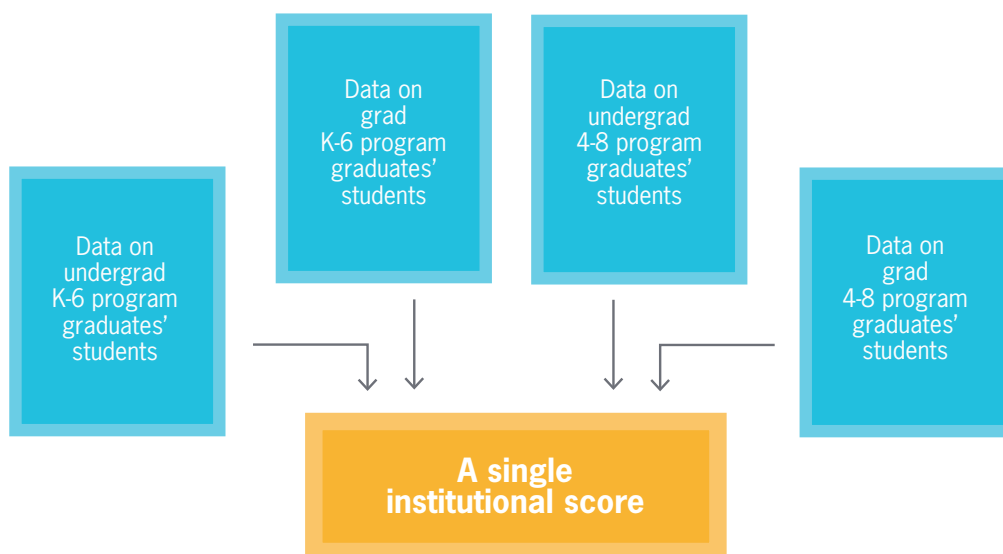 Data on
undergrad
K-6 program
graduates'
students
Data on
grad
K-6 program
graduates’
students
Data on
undergrad
4-8 program
graduates’
students
Data on
grad
4-8 program
graduates’
students
A single
institutional score